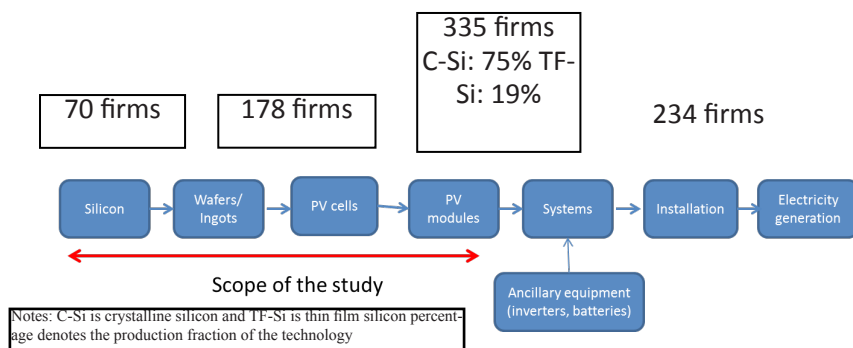 335 firms
C-Si: 75% TF-
Si: 19%
70 firms
178 firms
234 firms
Silicon
Wafers/
Ingots
PV cells
PV
modules
Systems
Installation
Electricity
generation
Scope of the study
Ancillary equipment
(inverters, batteries)
Notes: C-Si is crystalline silicon and TF-Si is thin film silicon percent-
age denotes the production fraction of the technology